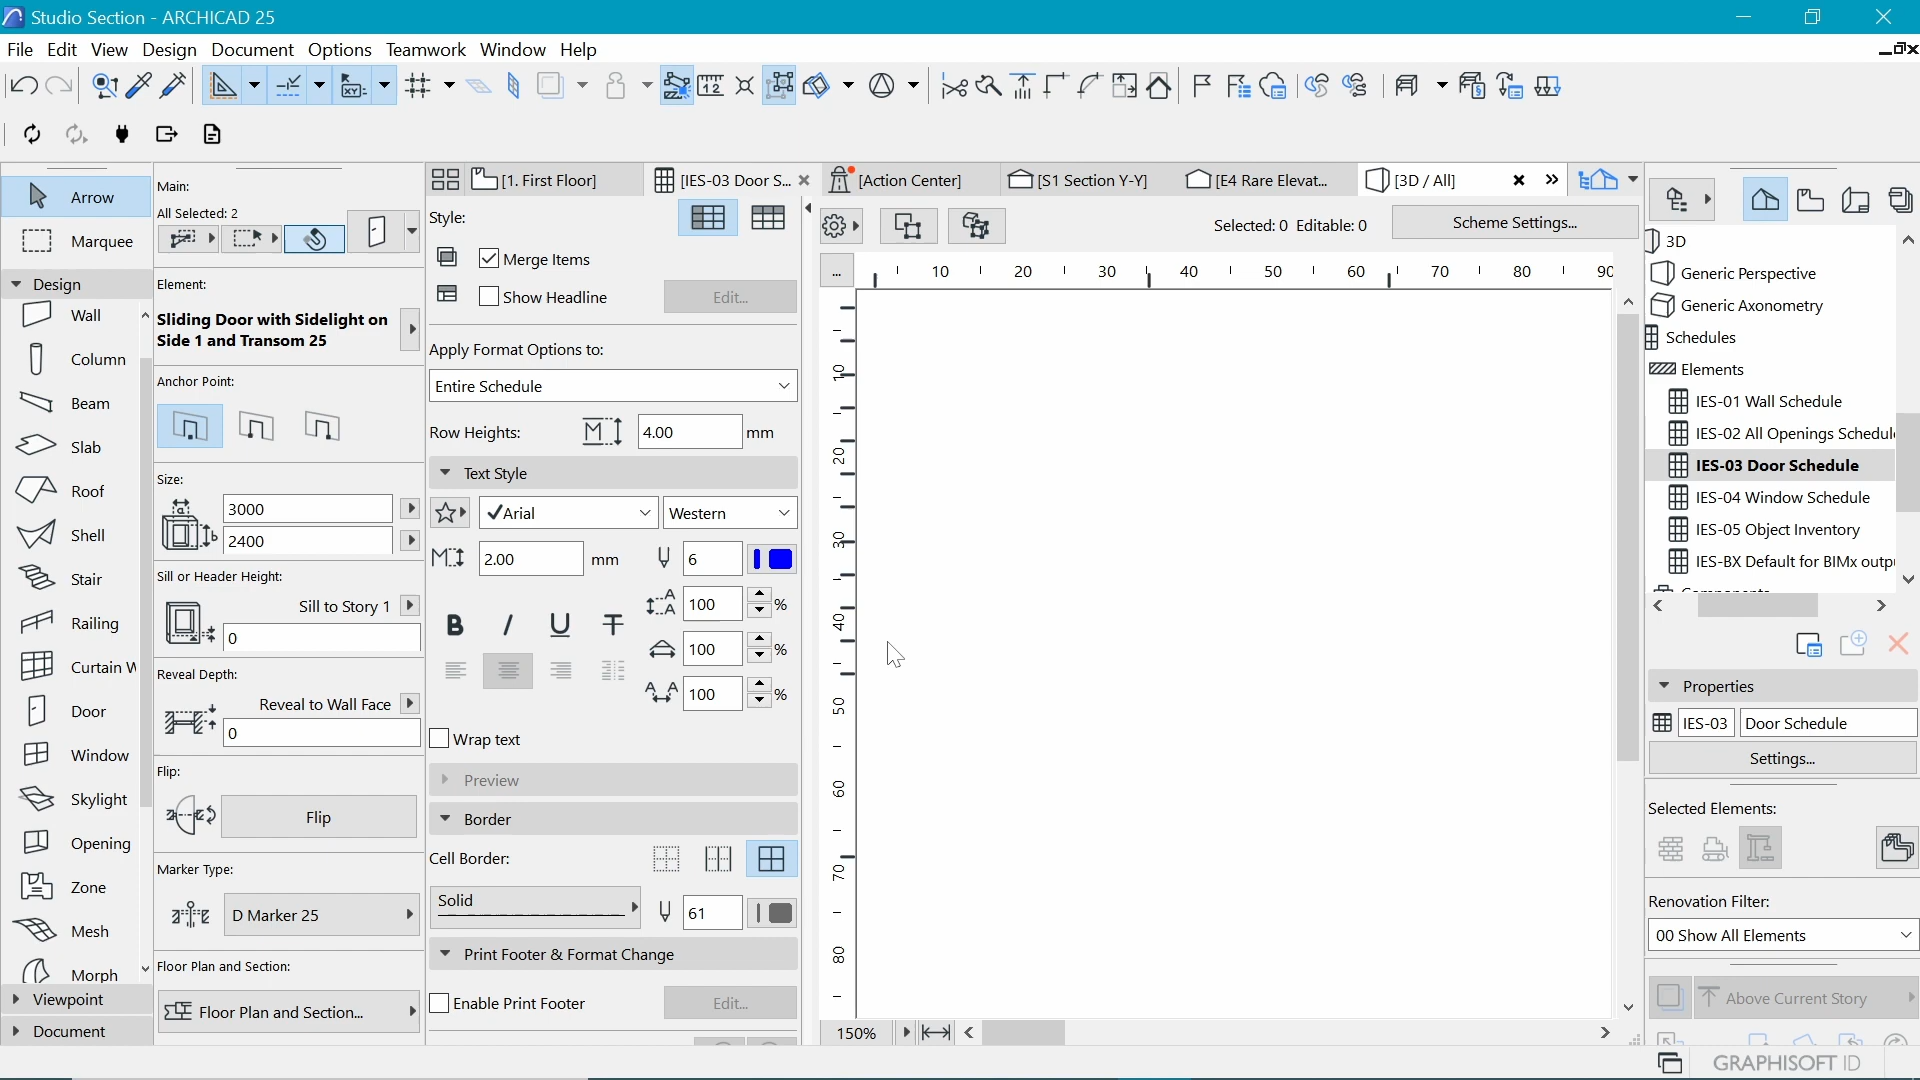 Studio Section - ARCHICAD 25
File Edit View Design Document Options Teamwork Window Help
Arrow
Marquee
Design
Wall
Column
Beam
Slab
Roof
Shell
Stair
Railing
Curtain W
Door
Window
Skylight
Opening
Zone
Mesh
Morph
Viewpoint
Document
Main:
All Selected: 2
Element:
Sliding Door with Sidelight on
Side 1 and Transom 25
Anchor Point:
Size:
3000
2400
Sill or Header Height:
Sill to Story 1
0
Reveal Depth:
Reveal to Wall Face
0
Flip:
Flip
Marker Type:
D Marker 25
Floor Plan and Section:
Floor Plan and Section...
[1. First Floor] [IES-03 Door S... [Action Center] [S1 Section Y-Y] [E4 Rare Elevat... [3D / All]
Style:
Merge Items
Show Headline Edit...
Apply Format Options to:
Entire Schedule
Row Heights: 4.00 mm
Text Style
Arial Western
2.00 mm 6
100 %
100 %
100 %
Wrap text
Preview
Border
Cell Border:
Solid 61
Print Footer & Format Change
Enable Print Footer Edit...
Selected: 0 Editable: 0 Scheme Settings...
... 10 20 30 40 50 60 70 80 90
10
20
30
40
50
60
70
80
150%
3D
Generic Perspective
Generic Axonometry
Schedules
Elements
IES-01 Wall Schedule
IES-02 All Openings Schedul
IES-03 Door Schedule
IES-04 Window Schedule
IES-05 Object Inventory
IES-BX Default for BIMx outp
Properties
IES-03 Door Schedule
Settings...
Selected Elements:
Renovation Filter:
00 Show All Elements
Above Current Story
GRAPHISOFT ID